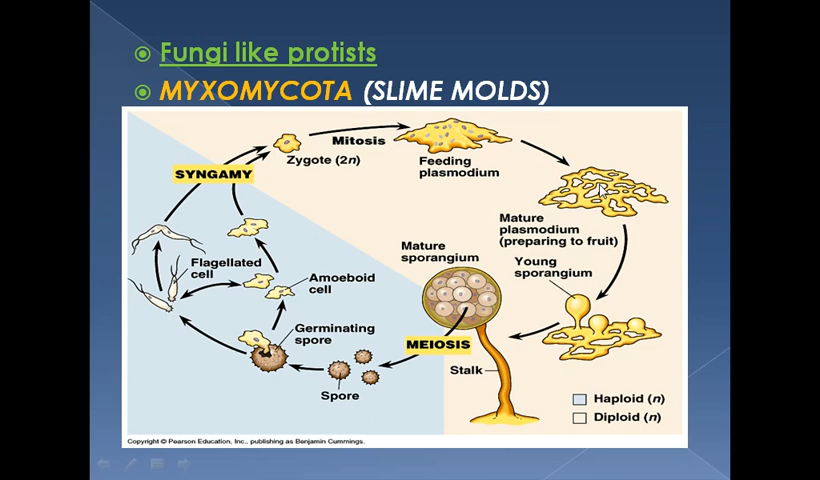 Fungi like protists
MYXOMYCOTA (SLIME MOLDS)
Mitosis
Zygote (2n)
Feeding
plasmodium
SYNGAMY
Mature
plasmodium
(preparing to fruit)
Mature
sporangium
Young
sporangium
Flagellated
cell
Amoeboid
cell
Germinating
spore
MEIOSIS
Stalk
Spore
Haploid (n)
Diploid (n)
Copyright © Pearson Education, Inc., publishing as Benjamin Cummings.